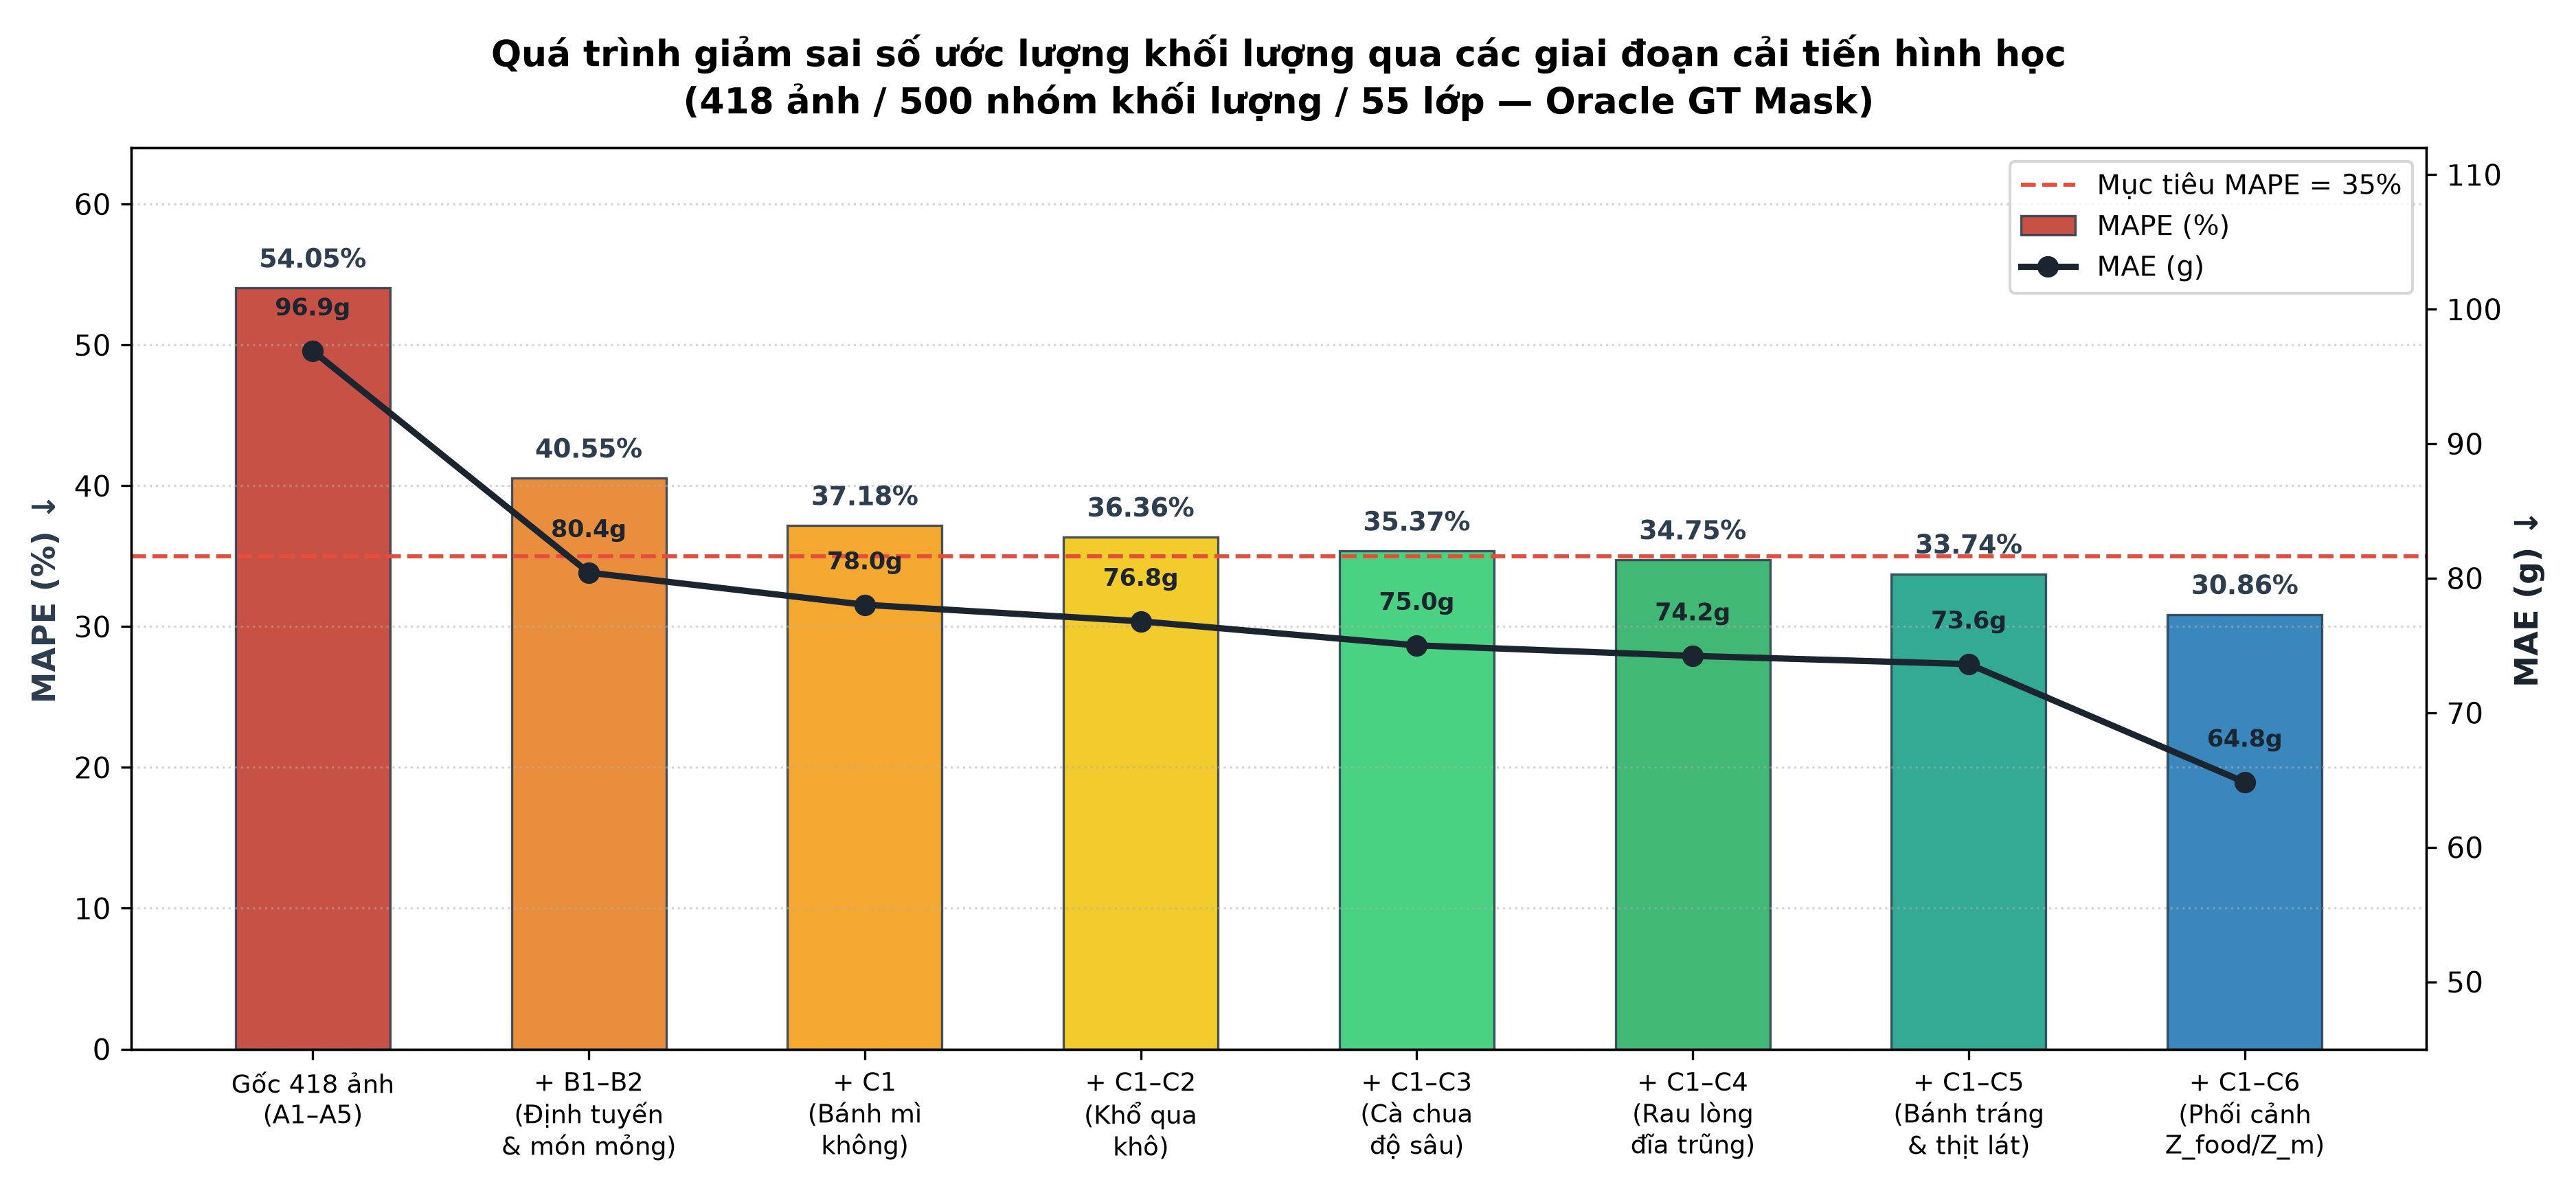 Quá trình giảm sai số ước lượng khối lượng qua các giai đoạn cải tiến hình học
(418 ảnh / 500 nhóm khối lượng / 55 lớp — Oracle GT Mask)
Mục tiêu MAPE = 35%
MAPE (%)
MAE (g)
MAPE (%) ↓
60
50
40
30
20
10
0
MAE (g) ↓
110
100
90
80
70
60
50
54.05%
40.55%
37.18%
36.36%
35.37%
34.75%
33.74%
30.86%
96.9g
80.4g
78.0g
76.8g
75.0g
74.2g
73.6g
64.8g
Gốc 418 ảnh
(A1–A5)
+ B1–B2
(Định tuyến
& món mỏng)
+ C1
(Bánh mì
không)
+ C1–C2
(Khổ qua
khô)
+ C1–C3
(Cà chua
độ sâu)
+ C1–C4
(Rau lòng
đĩa trũng)
+ C1–C5
(Bánh tráng
& thịt lát)
+ C1–C6
(Phối cảnh
Z_food/Z_m)